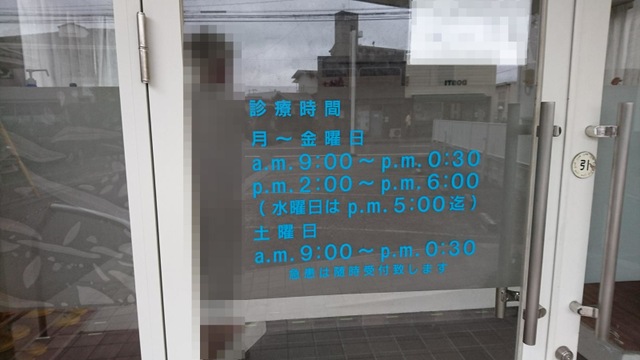 診療時間
月～金曜日
a.m.9:00～p.m.0:30
p.m.2:00～p.m.6:00
(水曜日はp.m.5:00迄)
土曜日
a.m.9:00～p.m.0:30
急患は随時受付致します
引